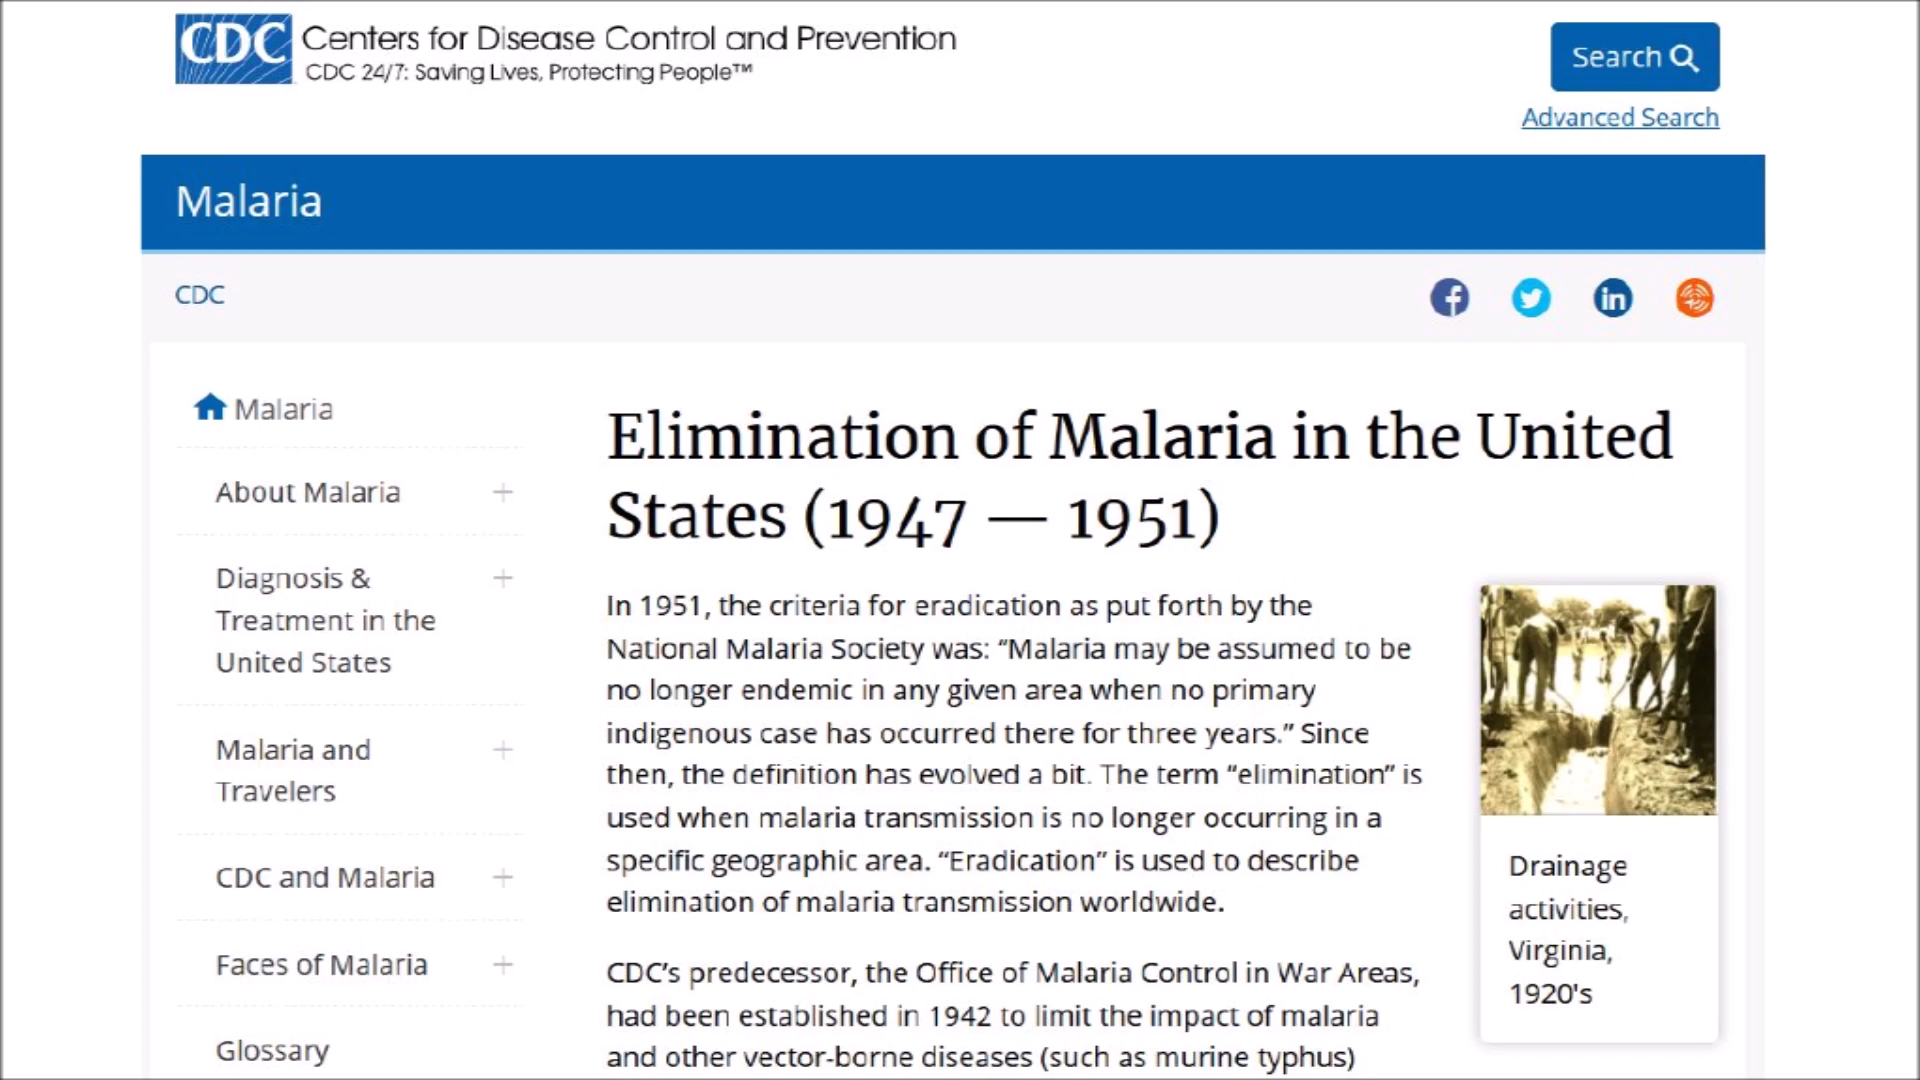 CDC Centers for Disease Control and Prevention
CDC 24/7: Saving Lives, Protecting People™
Search
Advanced Search
Malaria
CDC
Malaria
About Malaria
Diagnosis &
Treatment in the
United States
Malaria and
Travelers
CDC and Malaria
Faces of Malaria
Glossary
Elimination of Malaria in the United
States (1947 — 1951)
In 1951, the criteria for eradication as put forth by the
National Malaria Society was: “Malaria may be assumed to be
no longer endemic in any given area when no primary
indigenous case has occurred there for three years.” Since
then, the definition has evolved a bit. The term “elimination” is
used when malaria transmission is no longer occurring in a
specific geographic area. “Eradication” is used to describe
elimination of malaria transmission worldwide.
CDC’s predecessor, the Office of Malaria Control in War Areas,
had been established in 1942 to limit the impact of malaria
and other vector-borne diseases (such as murine typhus)
Drainage
activities,
Virginia,
1920's